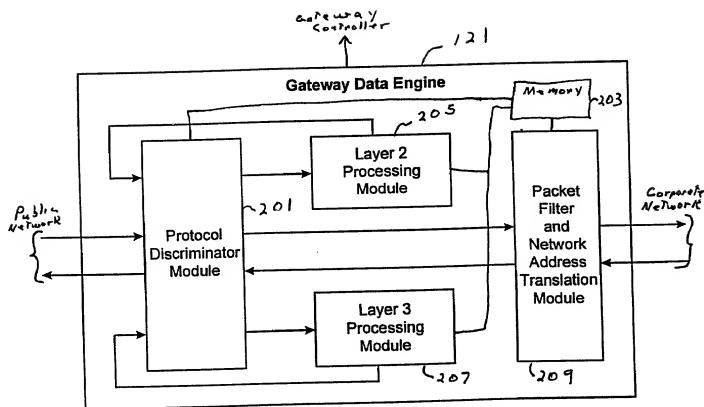 Gateway
Controller
121
Gateway Data Engine
Memory
203
205
Layer 2
Processing
Module
Public
Network
201
Protocol
Discriminator
Module
Packet
Filter
and
Network
Address
Translation
Module
Corporate
Network
Layer 3
Processing
Module
207
209